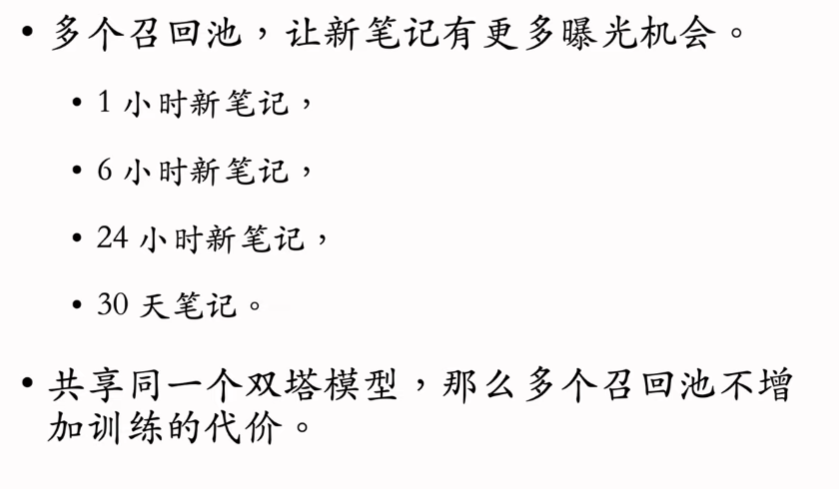 • 多个召回池，让新笔记有更多曝光机会。
• 1 小时新笔记，
• 6 小时新笔记，
• 24 小时新笔记，
• 30 天笔记。
• 共享同一个双塔模型，那么多个召回池不增
加训练的代价。